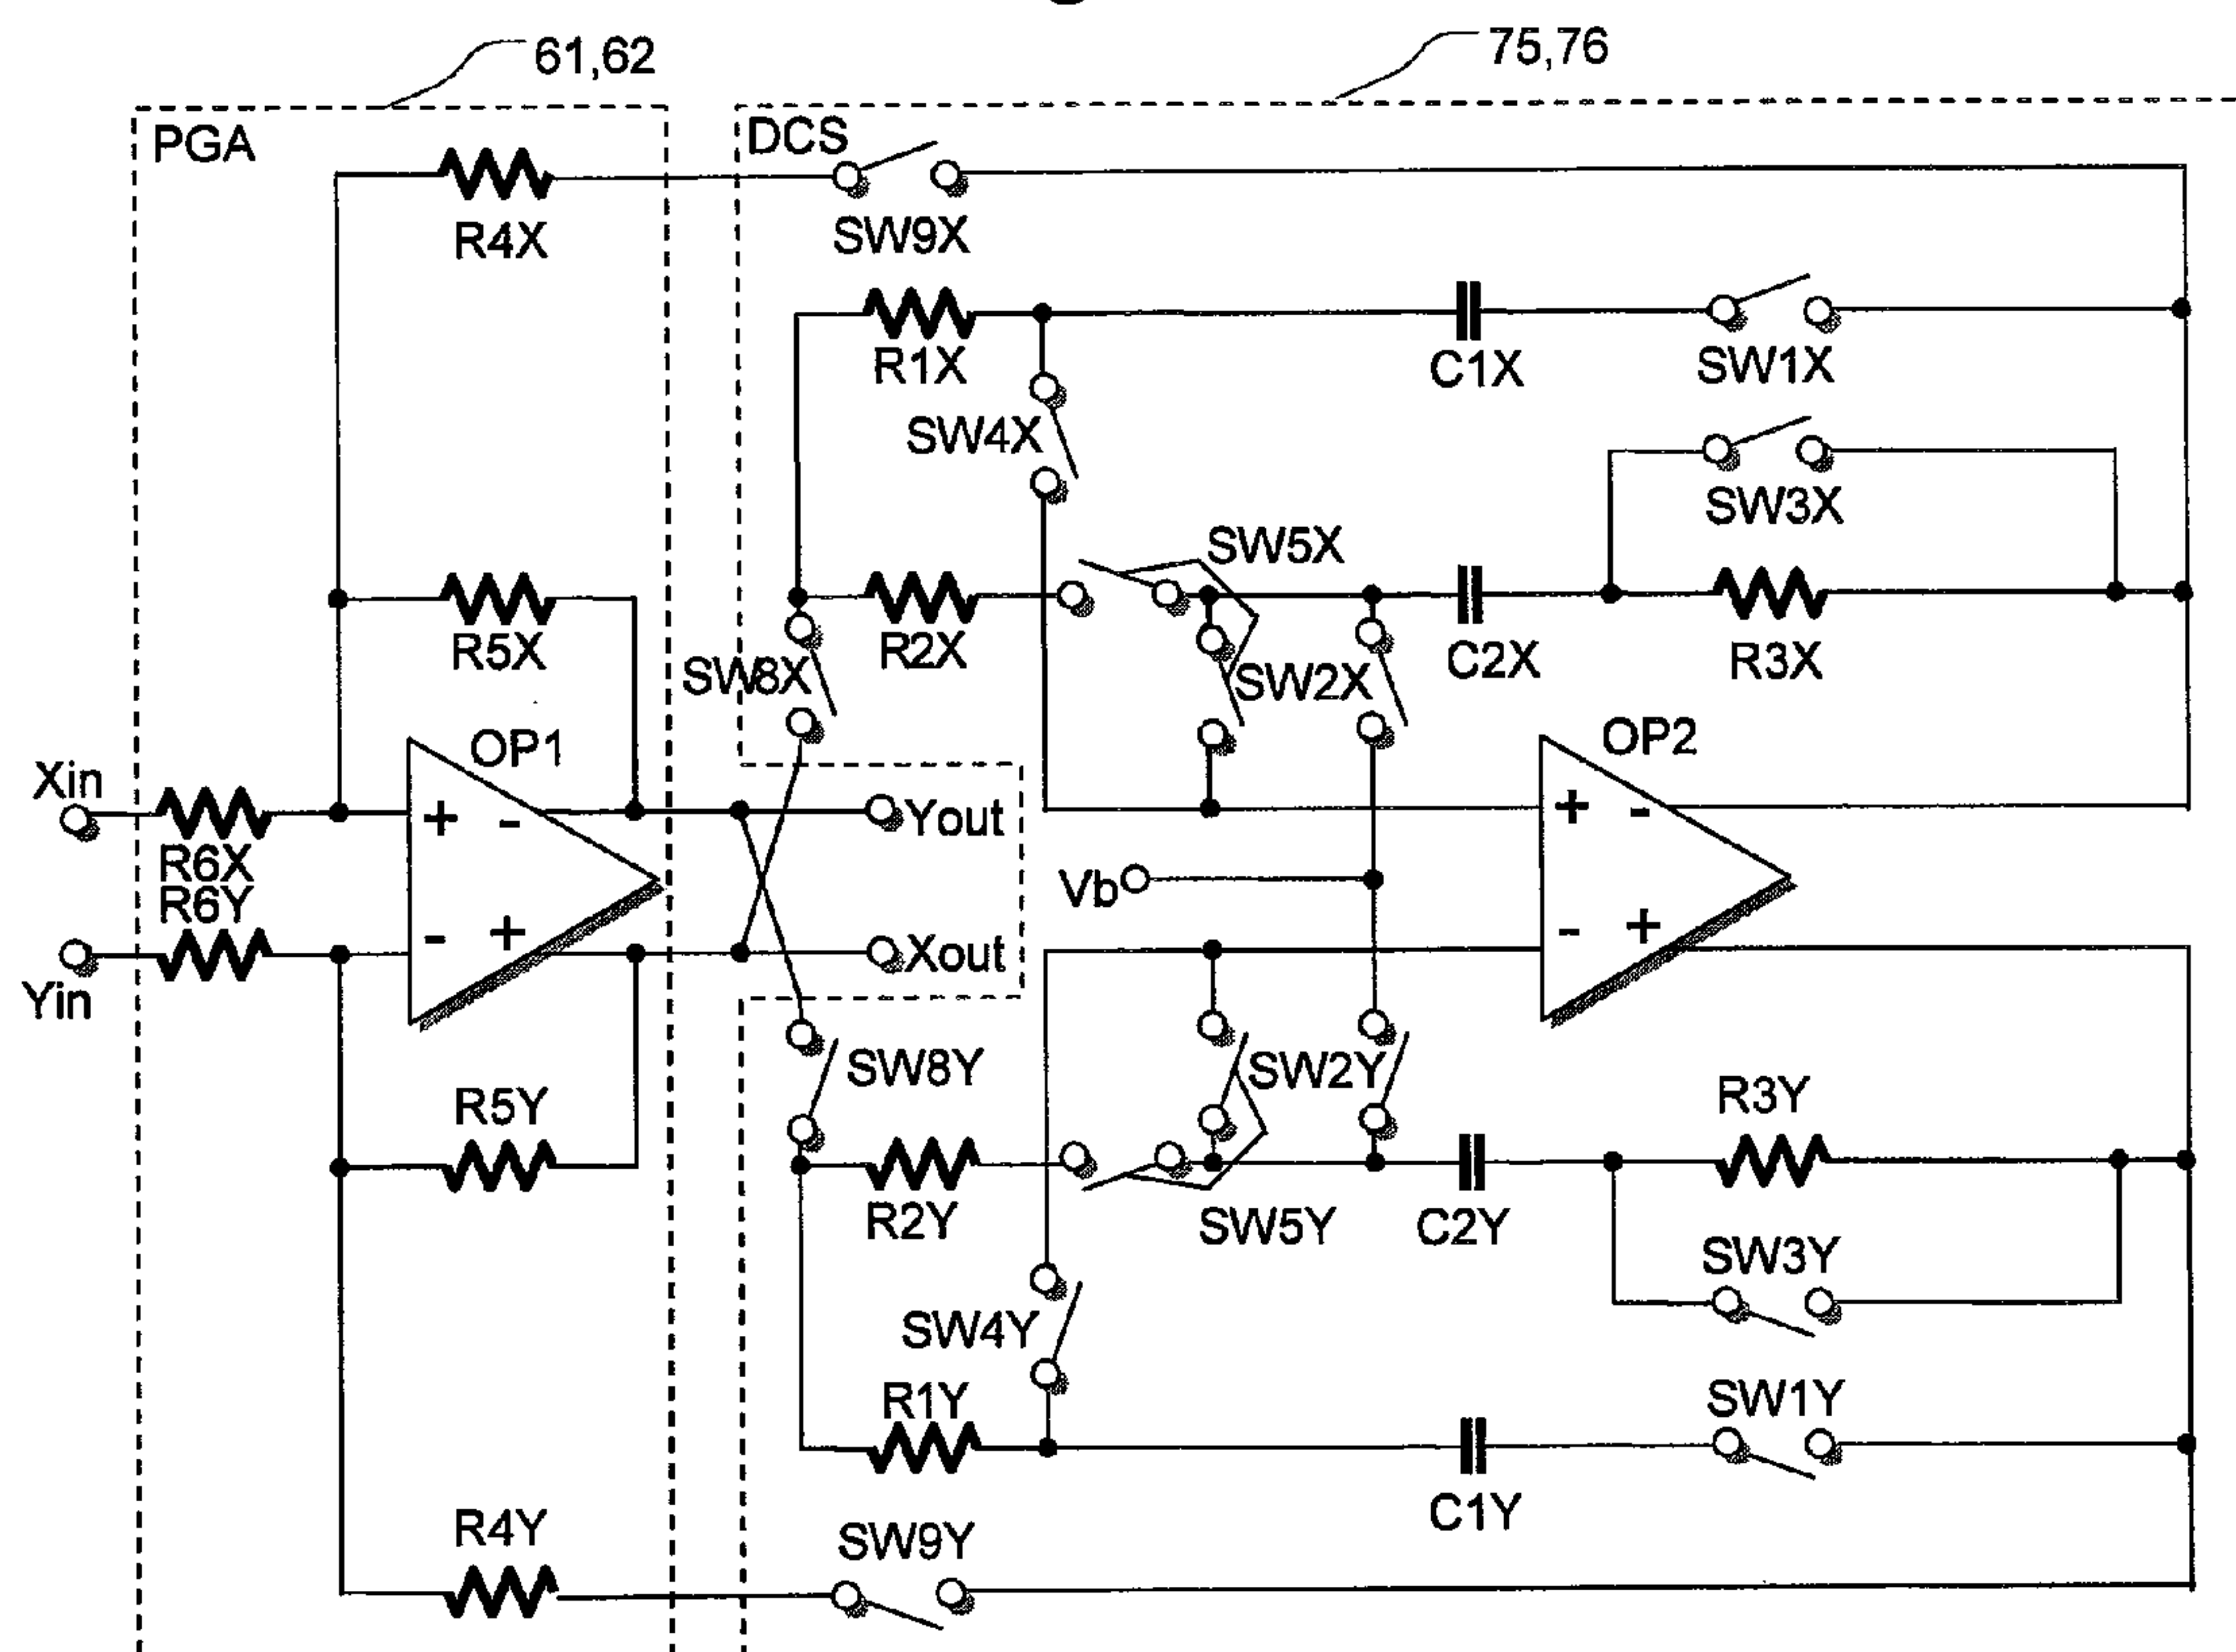 61,62
75,76
PGA
DCS
R4X
SW9X
R1X
C1X
SW1X
SW4X
SW3X
SW5X
R5X
SW8X
R2X
SW2X
C2X
R3X
OP1
OP2
Xin
+ -
Yout
+ -
R6X
R6Y
Vb
- +
Xout
- +
Yin
SW8Y
SW2Y
R3Y
R5Y
R2Y
SW5Y
C2Y
SW3Y
SW4Y
R1Y
SW1Y
R4Y
SW9Y
C1Y